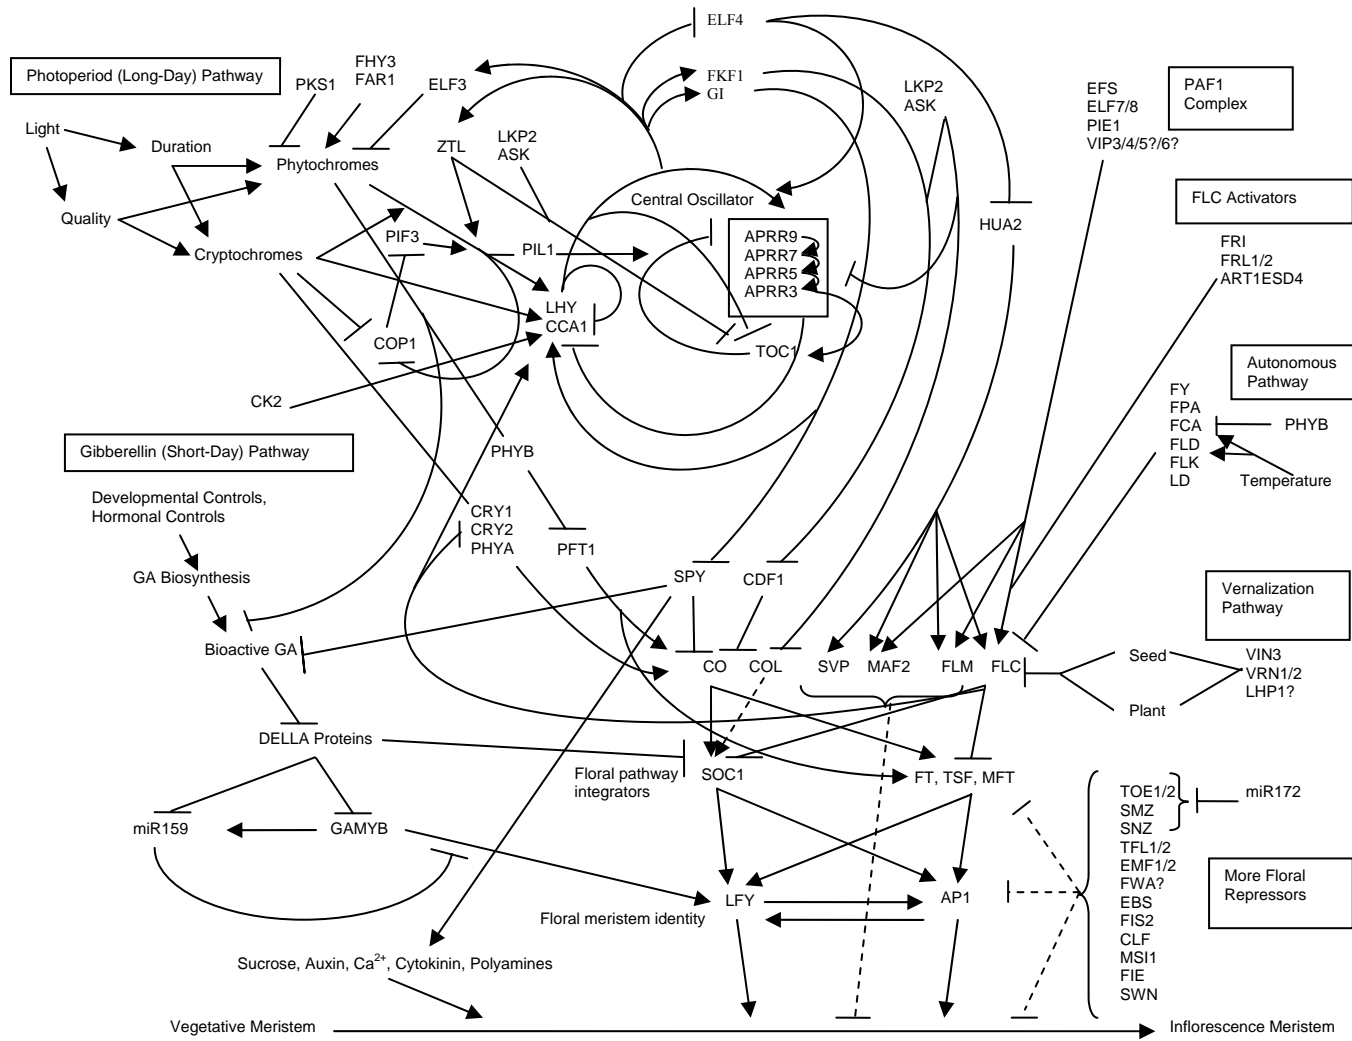 ELF4
Photoperiod (Long-Day) Pathway
FHY3
FAR1
PKS1
ELF3
FKF1
GI
LKP2
ASK
EFS
ELF7/8
PIE1
VIP3/4/5?/6?
PAF1
Complex
Light
Duration
Phytochromes
ZTL
LKP2
ASK
Central Oscillator
FLC Activators
Quality
Cryptochromes
PIF3
PIL1
APRR9
APRR7
APRR5
APRR3
HUA2
FRI
FRL1/2
ART1ESD4
LHY
CCA1
COP1
TOC1
CK2
Autonomous
Pathway
FY
FPA
FCA
FLD
FLK
LD
PHYB
Temperature
Gibberellin (Short-Day) Pathway
PHYB
Developmental Controls,
Hormonal Controls
CRY1
CRY2
PHYA
PFT1
GA Biosynthesis
SPY
CDF1
Vernalization
Pathway
Bioactive GA
CO
COL
SVP
MAF2
FLM
FLC
Seed
Plant
VIN3
VRN1/2
LHP1?
DELLA Proteins
Floral pathway
integrators
SOC1
FT, TSF, MFT
TOE1/2
SMZ
SNZ
TFL1/2
EMF1/2
FWA?
EBS
FIS2
CLF
MSI1
FIE
SWN
miR172
miR159
GAMYB
More Floral
Repressors
LFY
AP1
Floral meristem identity
Sucrose, Auxin, Ca2+, Cytokinin, Polyamines
Vegetative Meristem
Inflorescence Meristem